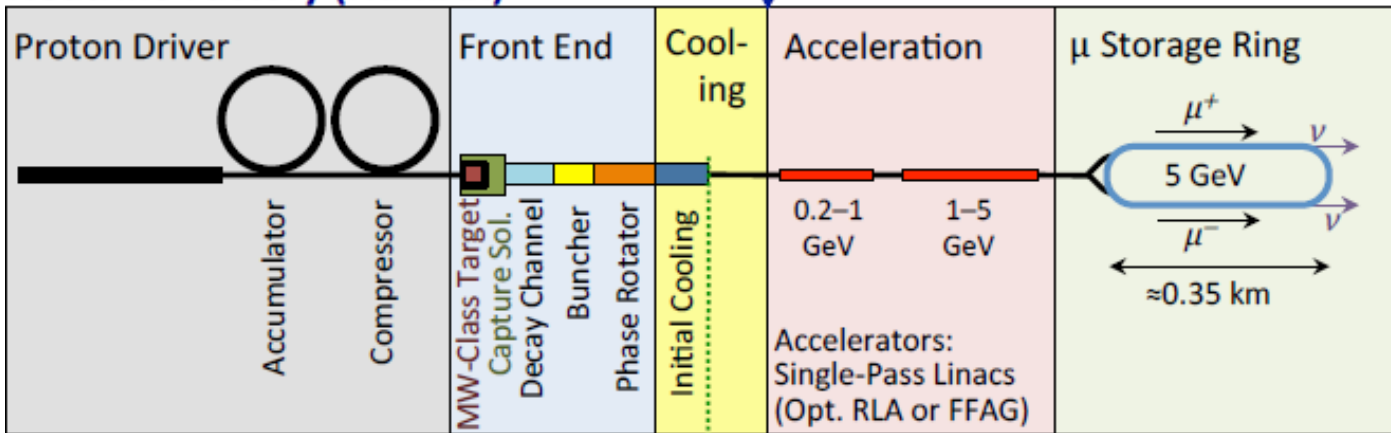 Proton Driver
Accumulator
Compressor
Front End
MW-Class Target
Capture Sol.
Decay Channel
Buncher
Phase Rotator
Cool-
ing
Initial Cooling
Acceleration
0.2–1
GeV
1–5
GeV
Accelerators:
Single-Pass Linacs
(Opt. RLA or FFAG)
μ Storage Ring
μ+
ν
5 GeV
ν
μ−
≈0.35 km